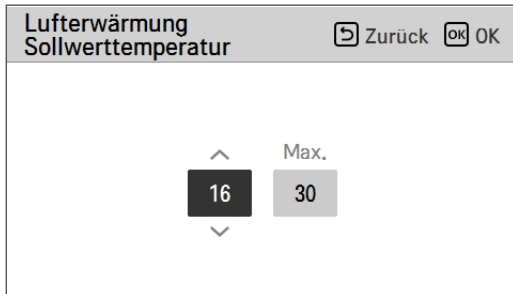 Lufterwärmung
Sollwerttemperatur
Zurück OK OK
Max.
16 30